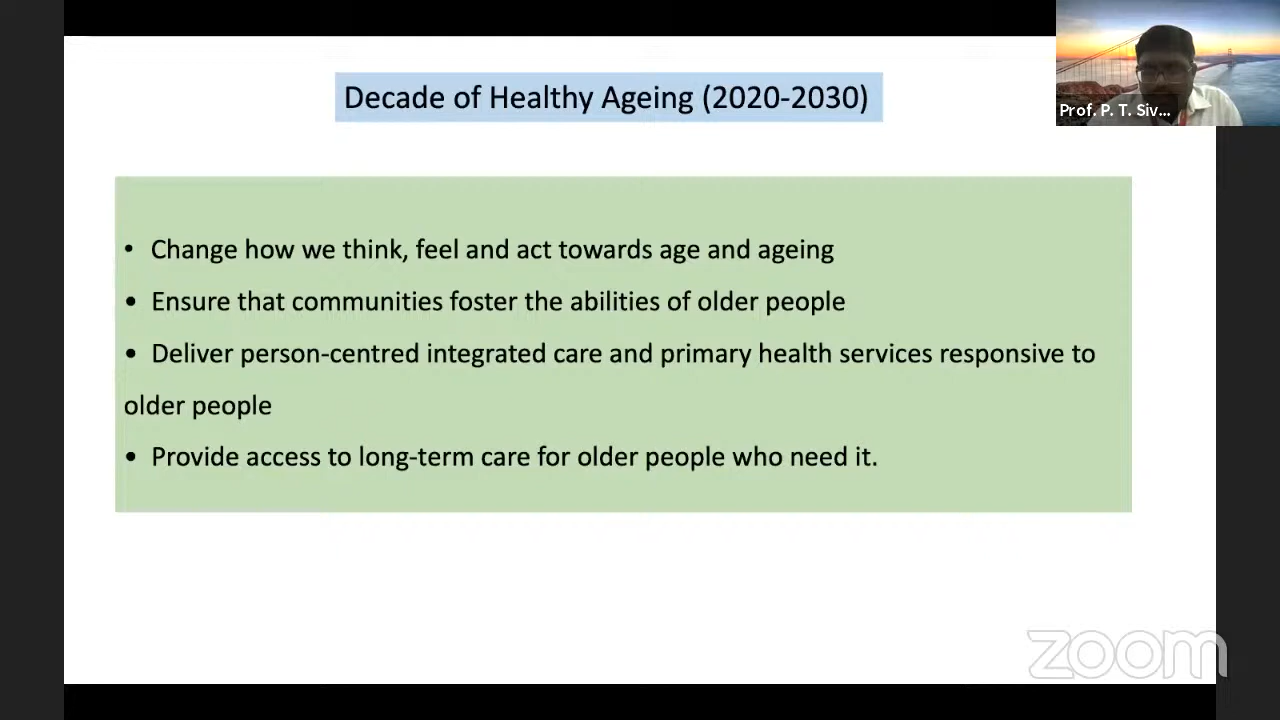 Decade of Healthy Ageing (2020-2030)
Prof. P. T. Siv...
• Change how we think, feel and act towards age and ageing
• Ensure that communities foster the abilities of older people
• Deliver person-centred integrated care and primary health services responsive to
older people
• Provide access to long-term care for older people who need it.
zoom